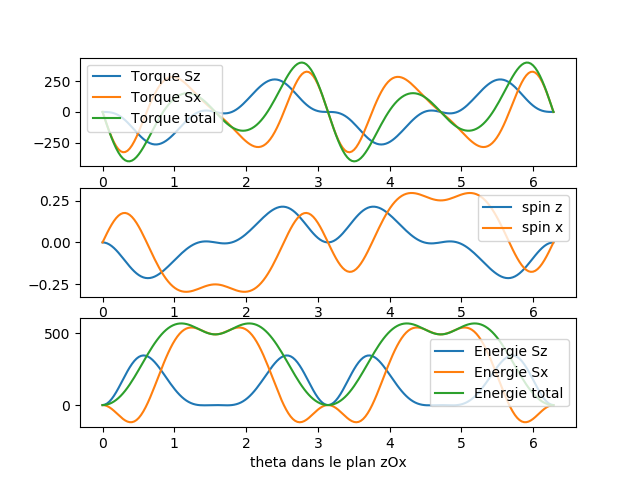 Torque Sz
Torque Sx
Torque total
250
0
−250
0 1 2 3 4 5 6
spin z
spin x
0.25
0.00
−0.25
0 1 2 3 4 5 6
Energie Sz
Energie Sx
Energie total
500
0
0 1 2 3 4 5 6
theta dans le plan zOx